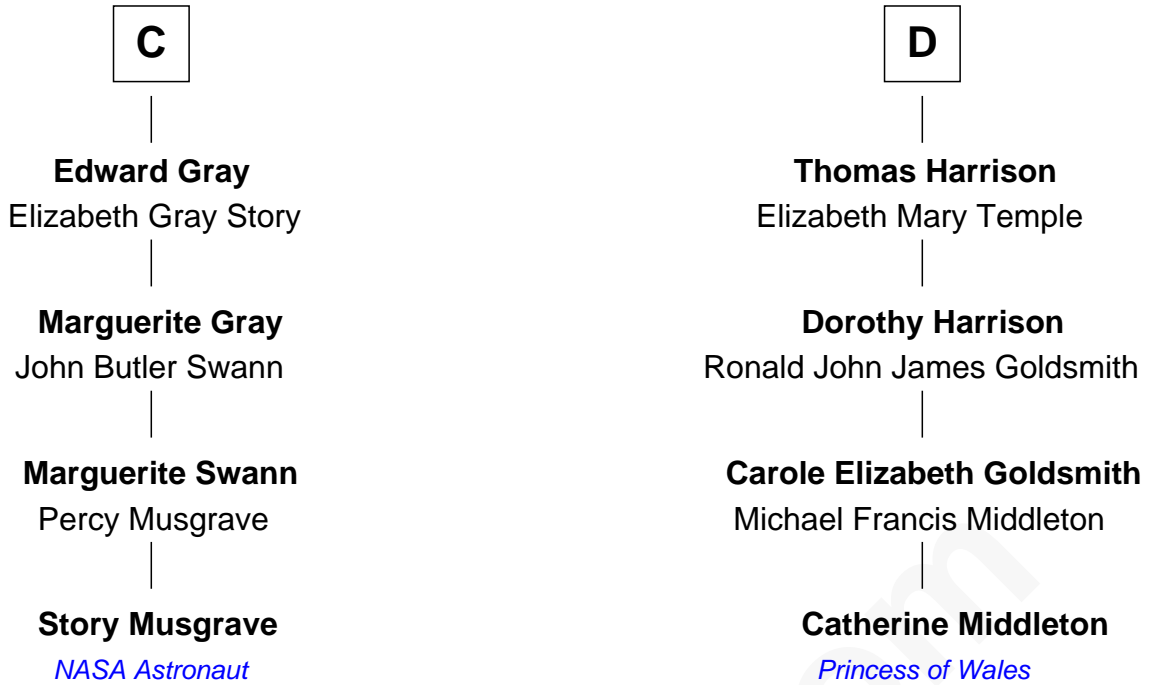 C
Edward Gray
Elizabeth Gray Story
Marguerite Gray
John Butler Swann
Marguerite Swann
Percy Musgrave
Story Musgrave
NASA Astronaut
D
Thomas Harrison
Elizabeth Mary Temple
Dorothy Harrison
Ronald John James Goldsmith
Carole Elizabeth Goldsmith
Michael Francis Middleton
Catherine Middleton
Princess of Wales